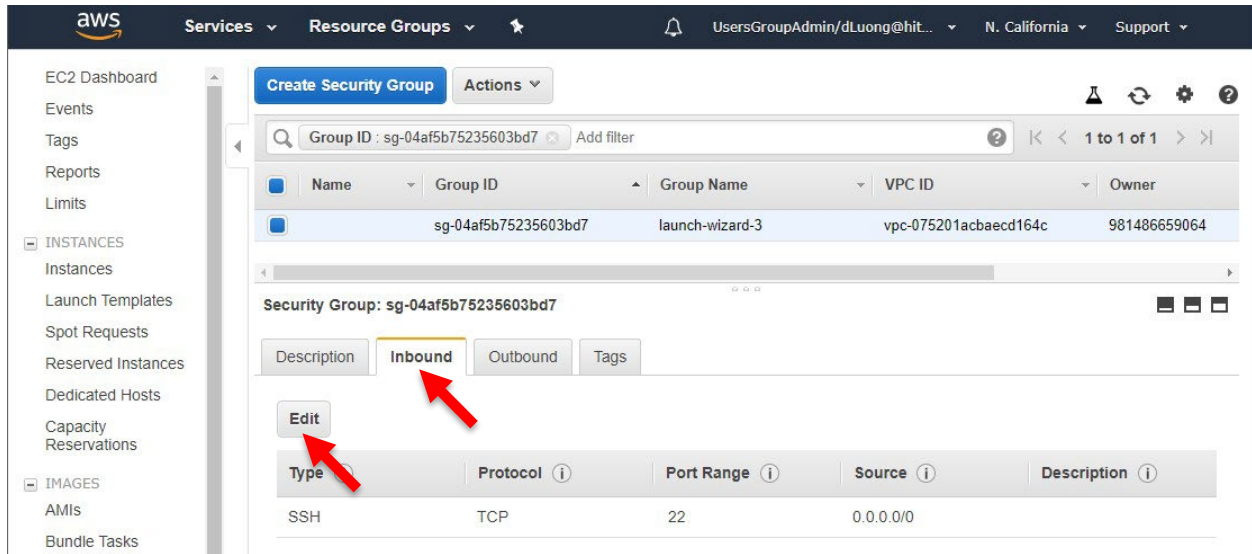 aws Services Resource Groups UsersGroupAdmin/dLuong@hit... N. California Support
EC2 Dashboard
Events
Tags
Reports
Limits
INSTANCES
Instances
Launch Templates
Spot Requests
Reserved Instances
Dedicated Hosts
Capacity
Reservations
IMAGES
AMIs
Bundle Tasks
Create Security Group Actions
Group ID : sg-04af5b75235603bd7 Add filter 1 to 1 of 1
Name Group ID Group Name VPC ID Owner
sg-04af5b75235603bd7 launch-wizard-3 vpc-075201acbaecd164c 981486659064
Security Group: sg-04af5b75235603bd7
Description Inbound Outbound Tags
Edit
Type Protocol Port Range Source Description
SSH TCP 22 0.0.0.0/0